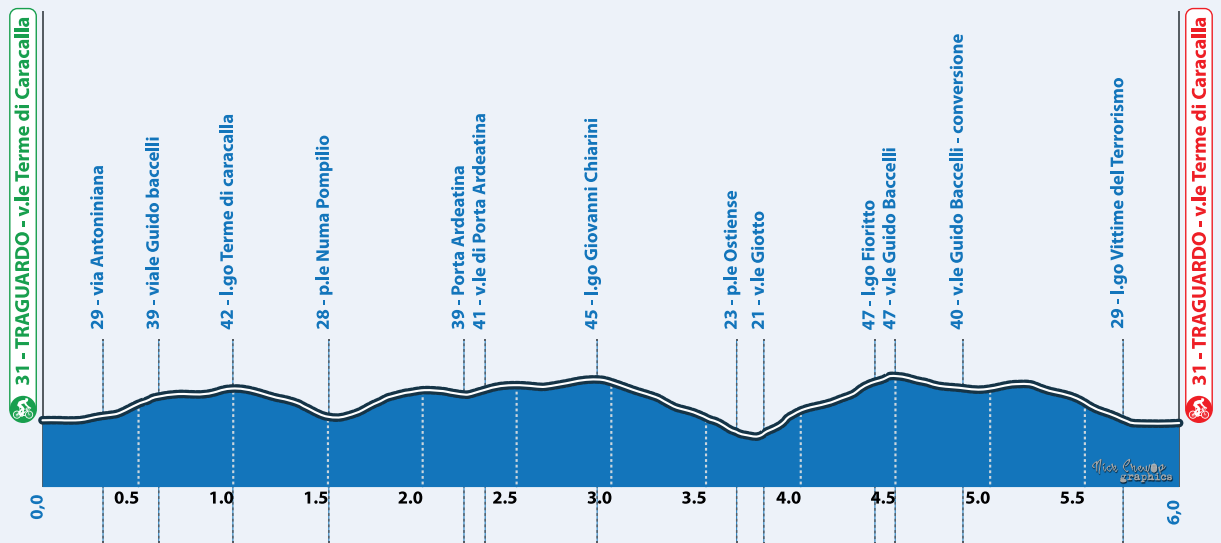 31 - TRAGUARDO - v.le Terme di Caracalla
29 - via Antoniniana
39 - viale Guido baccelli
42 - l.go Terme di caracalla
28 - p.le Numa Pompilio
39 - Porta Ardeatina
41 - v.le di Porta Ardeatina
45 - l.go Giovanni Chiarini
23 - p.le Ostiense
21 - v.le Giotto
47 - l.go Fioritto
47 - v.le Guido Baccelli
40 - v.le Guido Baccelli - conversione
29 - l.go Vittime del Terrorismo
31 - TRAGUARDO - v.le Terme di Caracalla
graphics
0,0
0.5
1.0
1.5
2.0
2.5
3.0
3.5
4.0
4.5
5.0
5.5
6,0